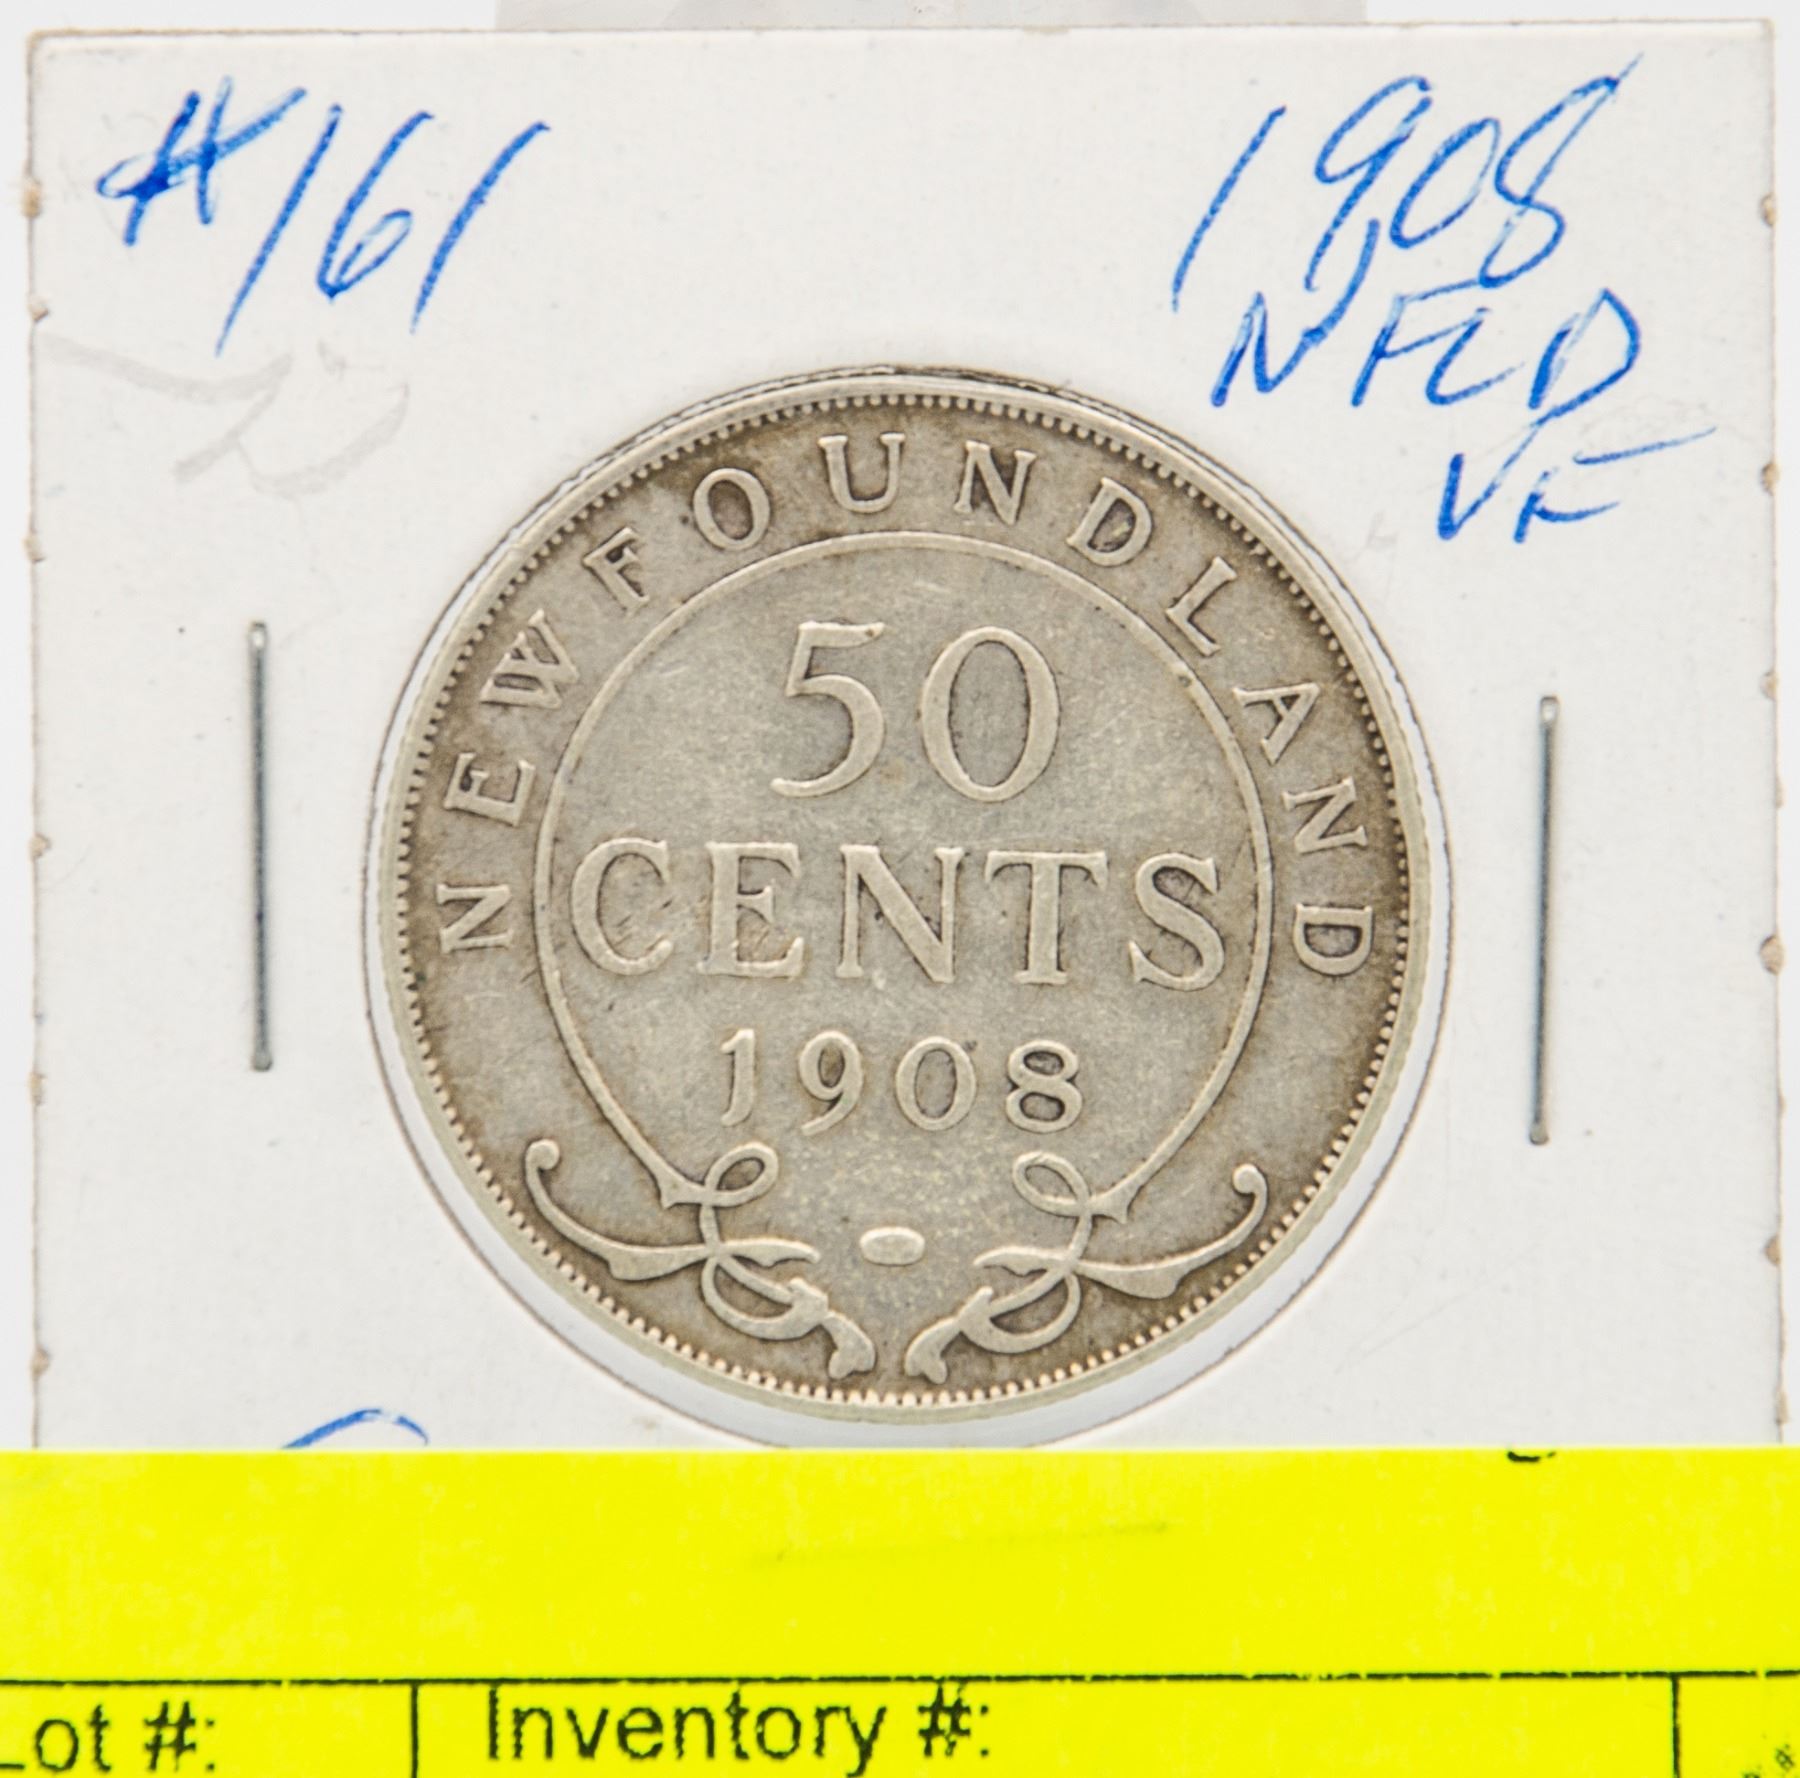 #161
1908
NFLD
VF
NEWFOUNDLAND
50
CENTS
1908
Lot #:
Inventory #: